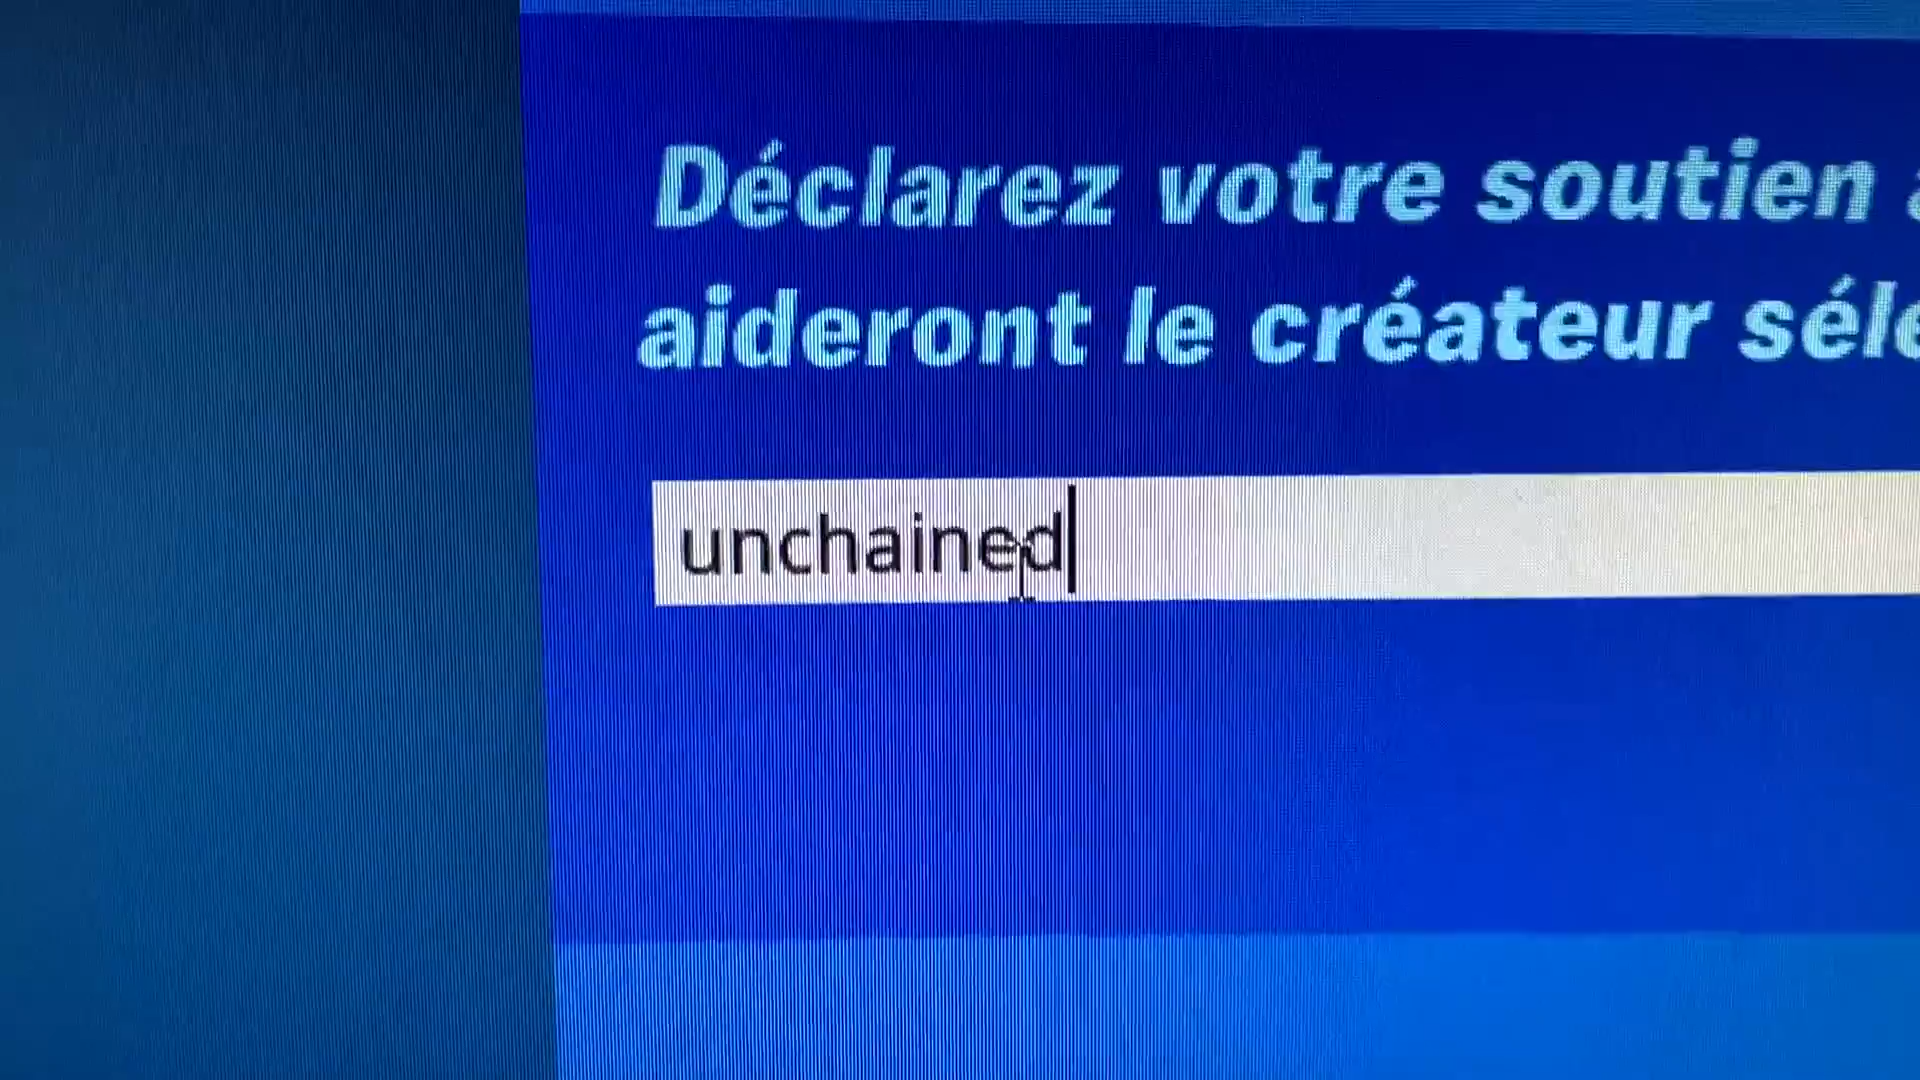 Déclarez votre soutien
aideront le créateur
unchained